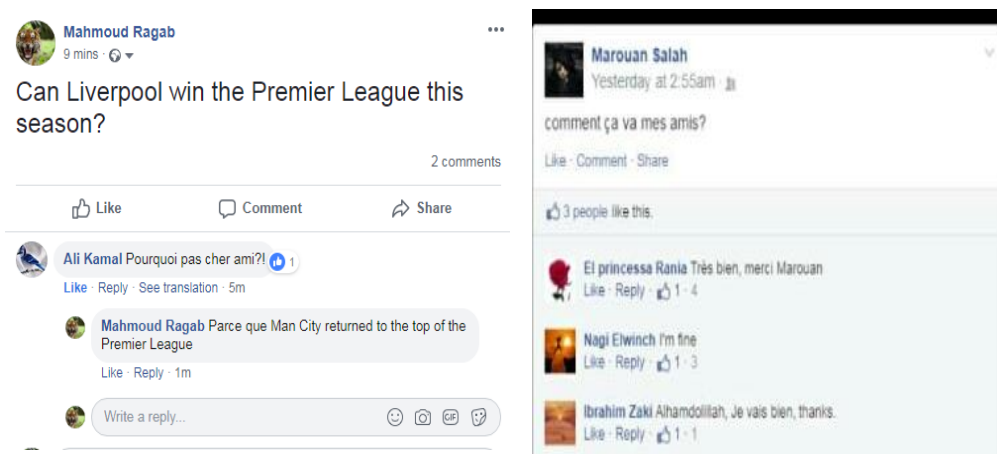 Mahmoud Ragab
9 mins ·
Can Liverpool win the Premier League this
season?
2 comments
Like Comment Share
Ali Kamal Pourquoi pas cher ami?! 1
Like · Reply · See translation · 5m
Mahmoud Ragab Parce que Man City returned to the top of the
Premier League
Like · Reply · 1m
Write a reply...
GIF
Marouan Salah
Yesterday at 2:55am ·
comment ça va mes amis?
Like · Comment · Share
3 people like this.
El princessa Rania Très bien, merci Marouan
Like · Reply · 1 · 4
Nagi Elwinch I'm fine
Like · Reply · 1 · 3
Ibrahim Zaki Alhamdolillah, Je vais bien, thanks.
Like · Reply · 1 · 1